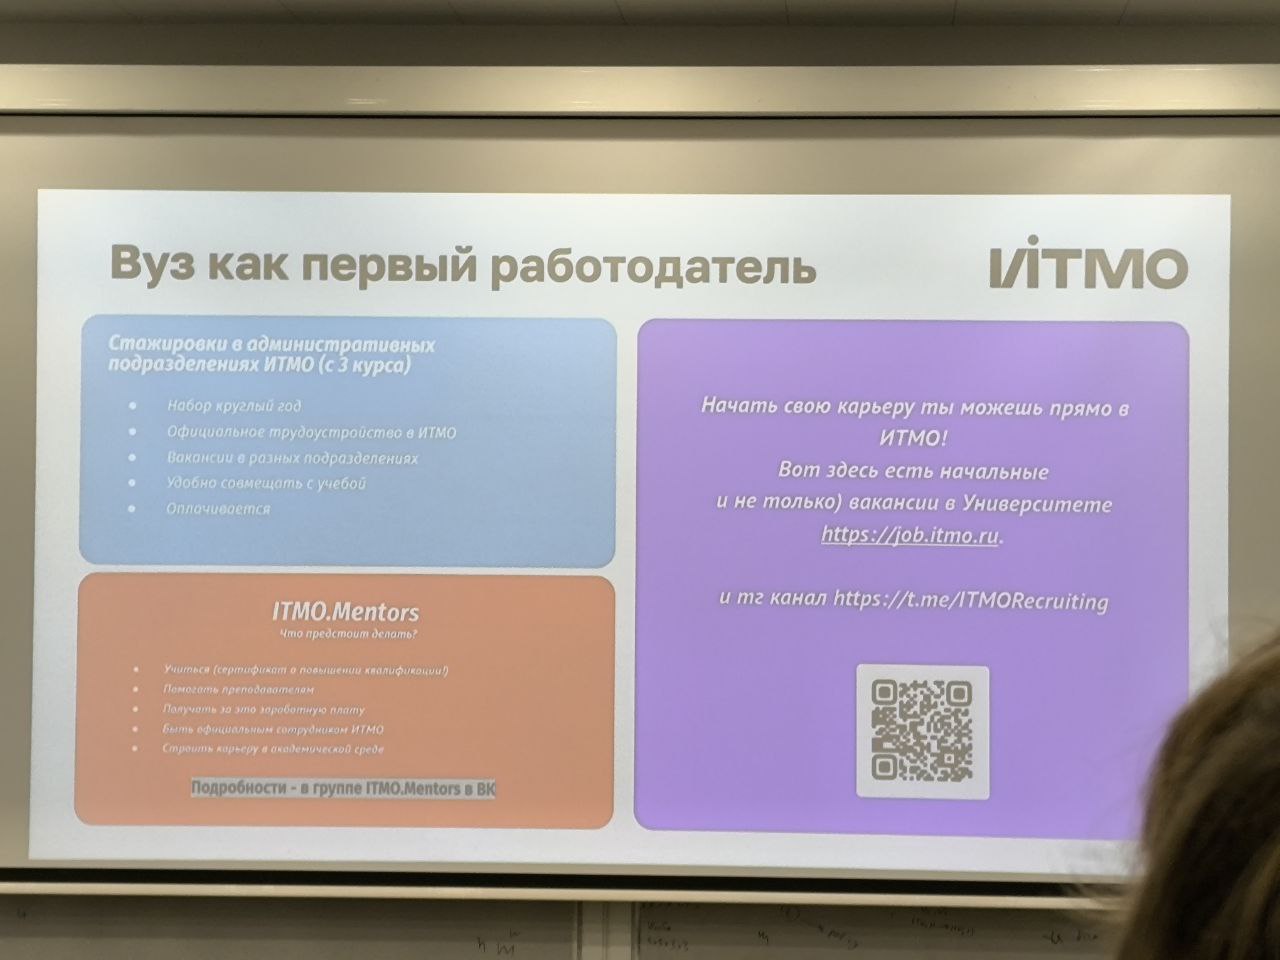 Вуз как первый работодатель
ИТМО
Стажировки в административных
подразделениях ИТМО (с 3 курса)
● Набор круглый год
● Официальное трудоустройство в ИТМО
● Вакансии в разных подразделениях
● Удобно совмещать с учебой
● Оплачивается
ITMO.Mentors
Что предстоит делать?
● Учиться (сертификат о повышении квалификации!)
● Помогать преподавателям
● Получать за это заработную плату
● Быть официальным сотрудником ИТМО
● Строить карьеру в академической среде
Подробности - в группе ITMO.Mentors в ВК
Начать свою карьеру ты можешь прямо в
ИТМО!
Вот здесь есть начальные
и не только) вакансии в Университете
https://job.itmo.ru.
и тг канал https://t.me/ITMORecruiting